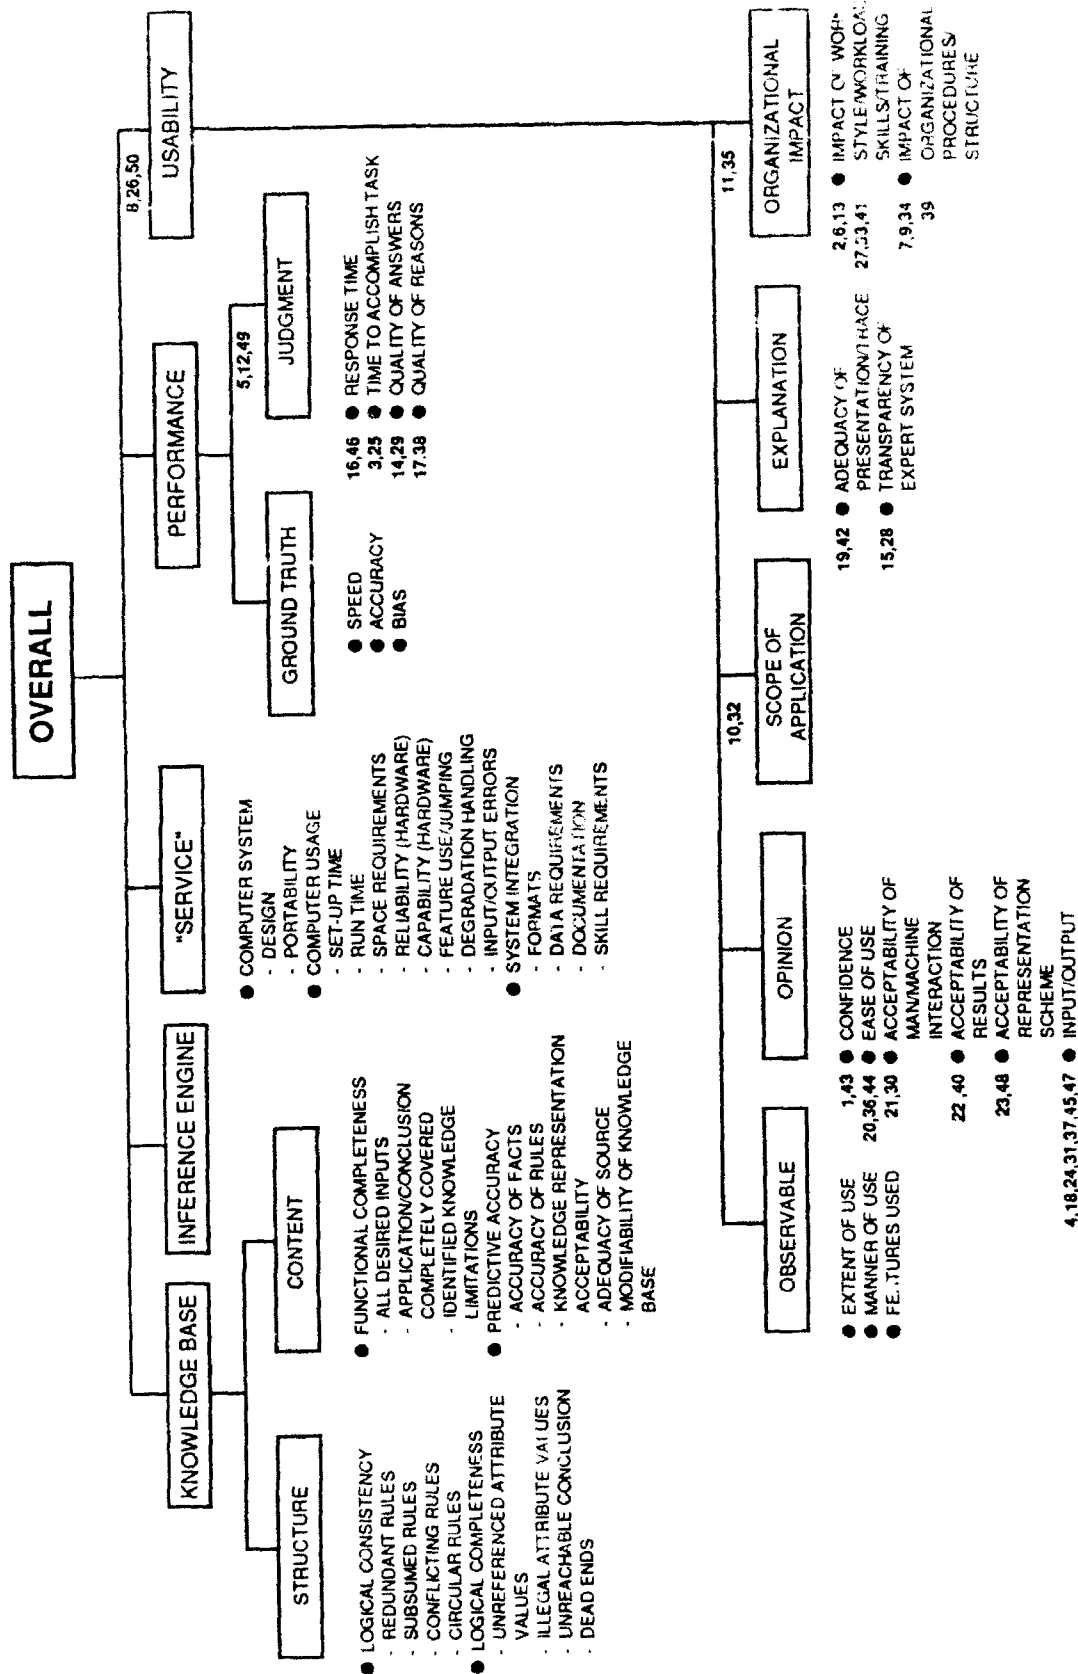 OVERALL
KNOWLEDGE BASE
INFERENCE ENGINE
"SERVICE"
PERFORMANCE
8,26,50
USABILITY
STRUCTURE
● LOGICAL CONSISTENCY
- REDUNDANT RULES
- SUBSUMED RULES
- CONFLICTING RULES
- CIRCULAR RULES
● LOGICAL COMPLETENESS
- UNREFERENCED ATTRIBUTE
VALUES
- ILLEGAL ATTRIBUTE VALUES
- UNREACHABLE CONCLUSION
- DEAD ENDS
CONTENT
● FUNCTIONAL COMPLETENESS
- ALL DESIRED INPUTS
- APPLICATION/CONCLUSION
COMPLETELY COVERED
- IDENTIFIED KNOWLEDGE
LIMITATIONS
● PREDICTIVE ACCURACY
- ACCURACY OF FACTS
- ACCURACY OF RULES
- KNOWLEDGE REPRESENTATION
ACCEPTABILITY
- ADEQUACY OF SOURCE
- MODIFIABILITY OF KNOWLEDGE
BASE
● COMPUTER SYSTEM
- DESIGN
- PORTABILITY
● COMPUTER USAGE
- SET-UP TIME
- RUN TIME
- SPACE REQUIREMENTS
- RELIABILITY (HARDWARE)
- CAPABILITY (HARDWARE)
- FEATURE USE/JUMPING
- DEGRADATION HANDLING
- INPUT/OUTPUT ERRORS
● SYSTEM INTEGRATION
- FORMATS
- DATA REQUIREMENTS
- DOCUMENTATION
- SKILL REQUIREMENTS
GROUND TRUTH
● SPEED
● ACCURACY
● BIAS
5,12,49
JUDGMENT
16,46 ● RESPONSE TIME
3,25 ● TIME TO ACCOMPLISH TASK
14,29 ● QUALITY OF ANSWERS
17.38 ● QUALITY OF REASONS
OBSERVABLE
● EXTENT OF USE
● MANNER OF USE
● USED
OPINION
1,43 ● CONFIDENCE
20,36,44 ● EASE OF USE
21,30 ● ACCEPTABILITY OF
MAN/MACHINE
INTERACTION
22,40 ● ACCEPTABILITY OF
RESULTS
23,48 ● ACCEPTABILITY OF
REPRESENTATION
SCHEME
4,18,24,31,37,45,47 ● INPUT/OUTPUT
10,32
SCOPE OF
APPLICATION
EXPLANATION
19,42 ● ADEQUACY OF
PRESENTATION/TRACE
15,28 ● TRANSPARENCY OF
EXPERT SYSTEM
11,35
ORGANIZATIONAL
IMPACT
2,6,13 ● IMPACT OF
27,33,41 STYLE/
SKILLS/TRAINING
7,9,34 ● IMPACT OF
39 ORGANIZATIONAL
PROCEDURES/
STRUCTURE